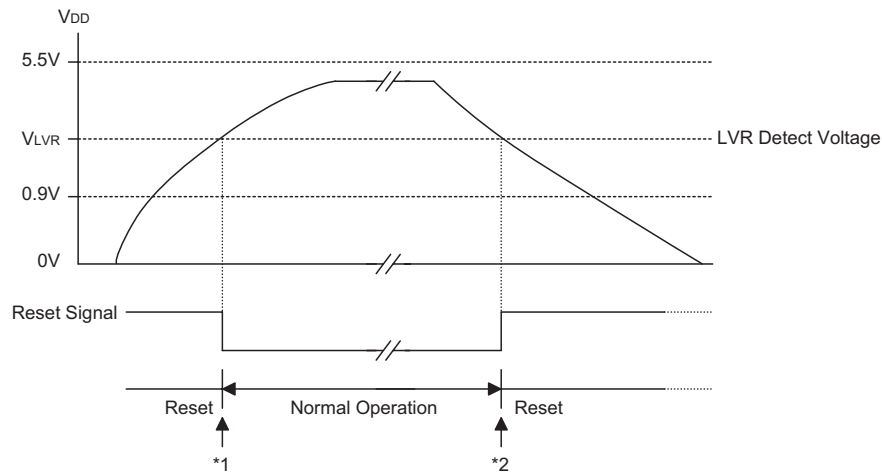 VDD
5.5V
VLVR
LVR Detect Voltage
0.9V
0V
Reset Signal
Reset
Normal Operation
Reset
*1
*2